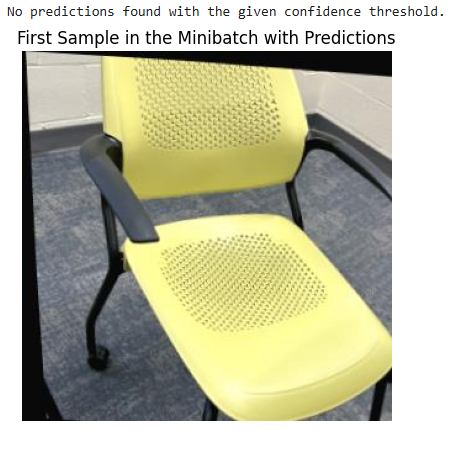 No predictions found with the given confidence threshold.
First Sample in the Minibatch with Predictions